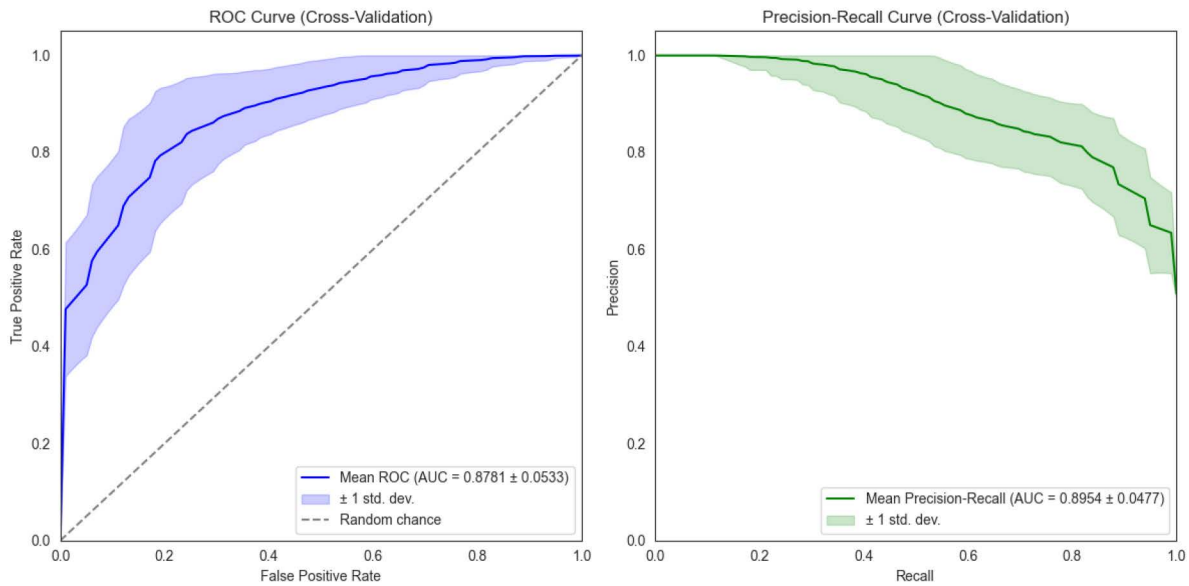 ROC Curve (Cross-Validation)
True Positive Rate
1.0
0.8
0.6
0.4
0.2
0.0
0.0 0.2 0.4 0.6 0.8 1.0
False Positive Rate
Mean ROC (AUC = 0.8781 ± 0.0533)
± 1 std. dev.
Random chance
Precision-Recall Curve (Cross-Validation)
Precision
1.0
0.8
0.6
0.4
0.2
0.0
0.0 0.2 0.4 0.6 0.8 1.0
Recall
Mean Precision-Recall (AUC = 0.8954 ± 0.0477)
± 1 std. dev.